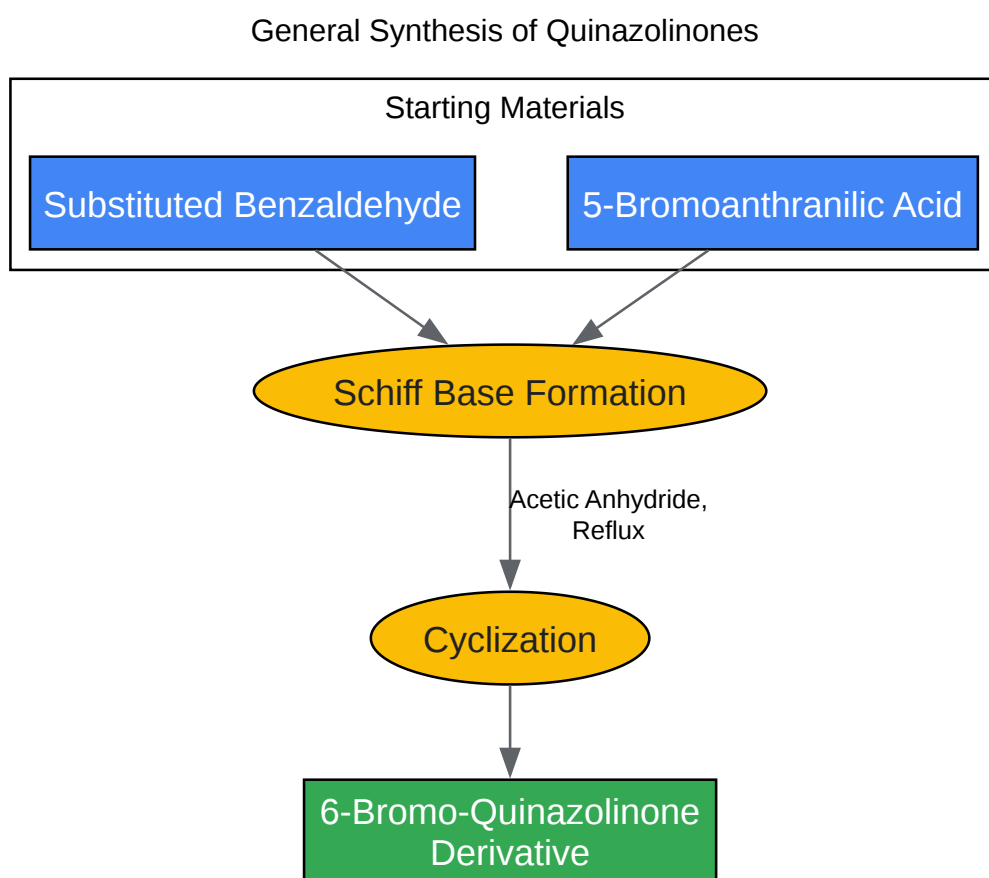 General Synthesis of Quinazolinones
Starting Materials
Substituted Benzaldehyde
5-Bromoanthranilic Acid
Schiff Base Formation
Acetic Anhydride,
Reflux
Cyclization
6-Bromo-Quinazolinone
Derivative